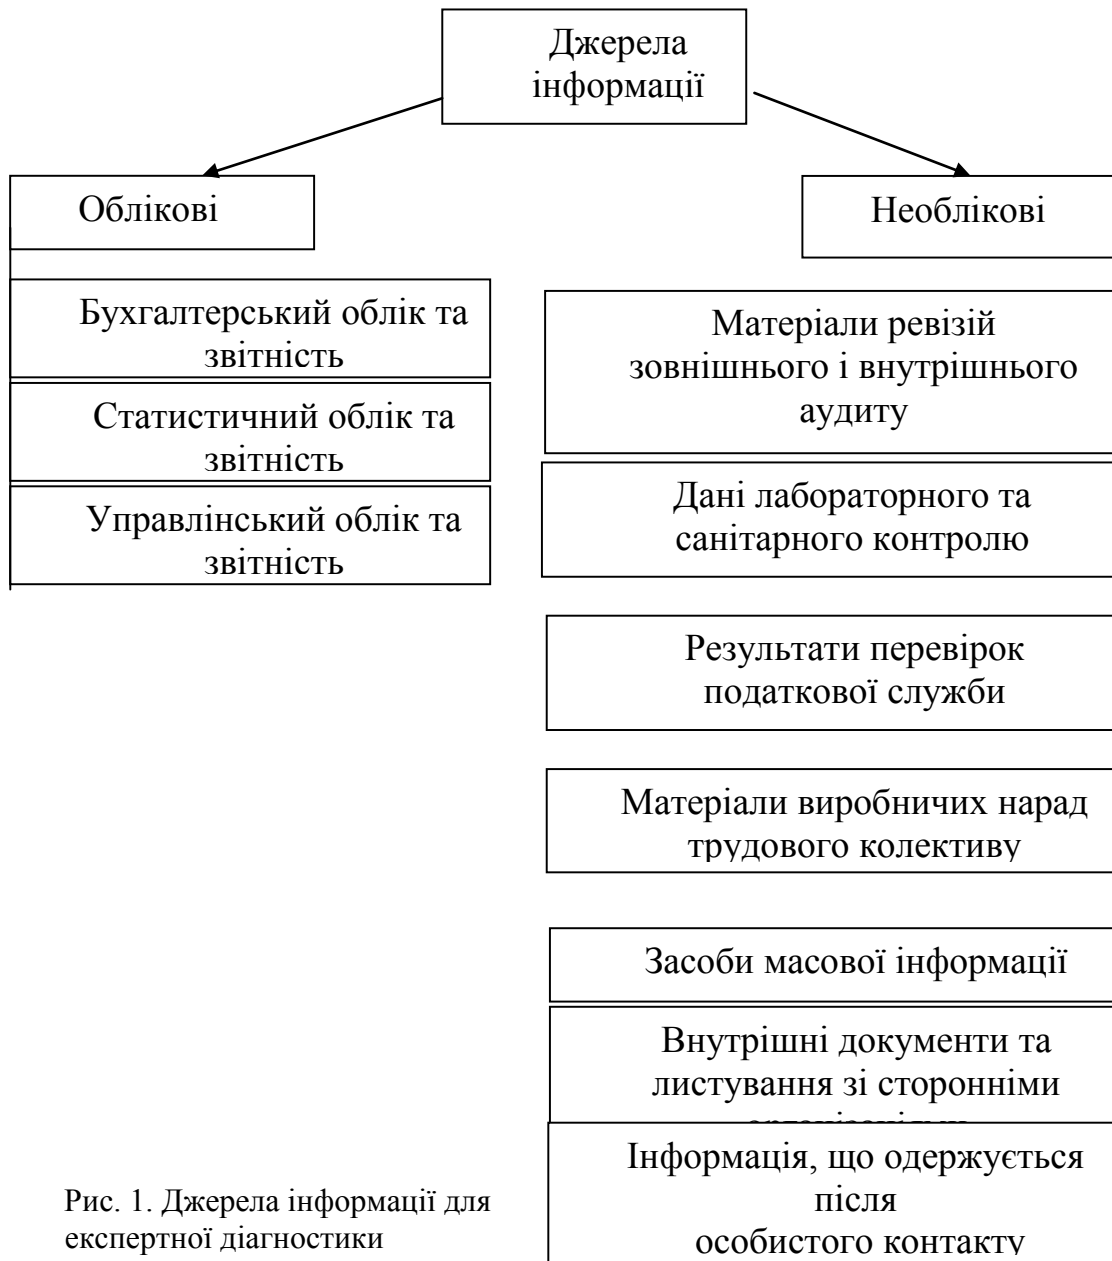 Джерела
інформації
Облікові
Необлікові
Бухгалтерський облік та
звітність
Статистичний облік та
звітність
Управлінський облік та
звітність
Матеріали ревізій
зовнішнього і внутрішнього
аудиту
Дані лабораторного та
санітарного контролю
Результати перевірок
податкової служби
Матеріали виробничих нарад
трудового колективу
Засоби масової інформації
Внутрішні документи та
листування зі сторонніми
Інформація, що одержується
після
особистого контакту
Рис. 1. Джерела інформації для
експертної діагностики